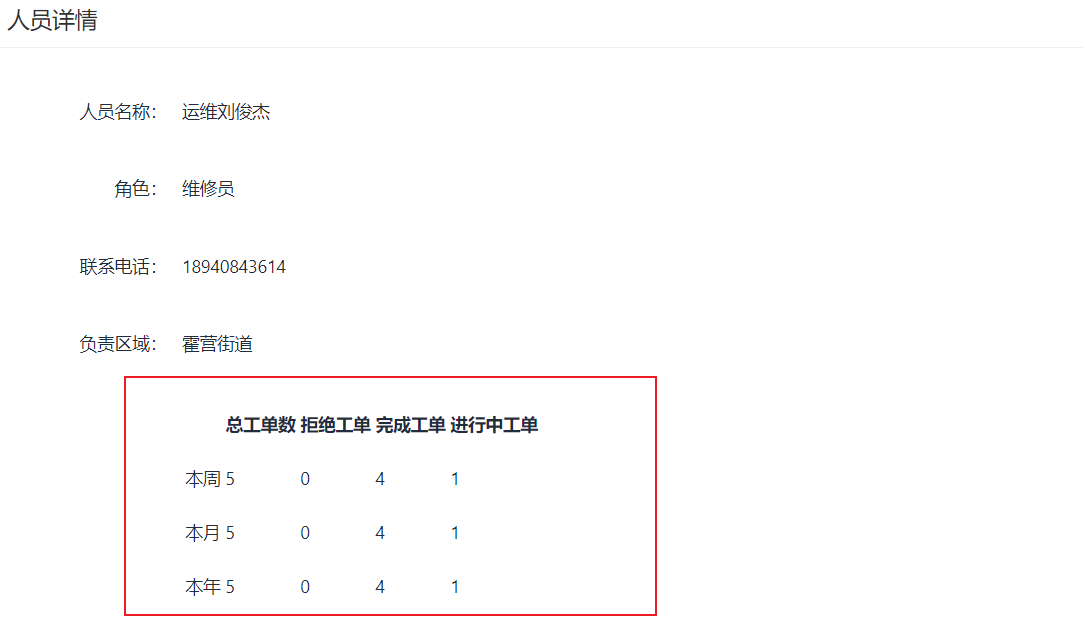 人员详情
人员名称： 运维刘俊杰
角色： 维修员
联系电话： 18940843614
负责区域： 霍营街道
总工单数 拒绝工单 完成工单 进行中工单
本周 5 0 4 1
本月 5 0 4 1
本年 5 0 4 1